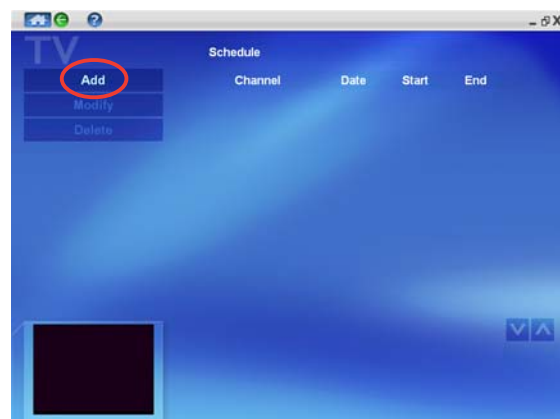 TV
Schedule
Add Channel Date Start End
Modify
Delete